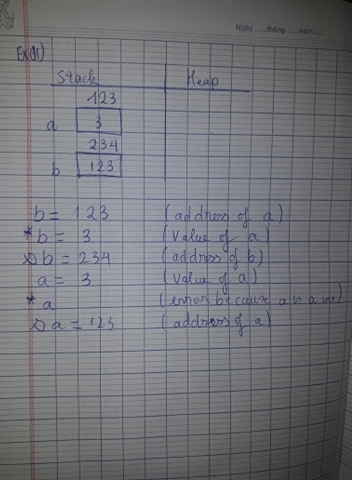 Ngày ..... tháng ..... năm .....
Ex(11)
Stack Heap
123
a 3
234
b 123
b = 123 (address of a)
*b = 3 (value of a)
&b = 234 (address of b)
a = 3 (value of a)
*a (error because a is a
&a = 123 (address of a)